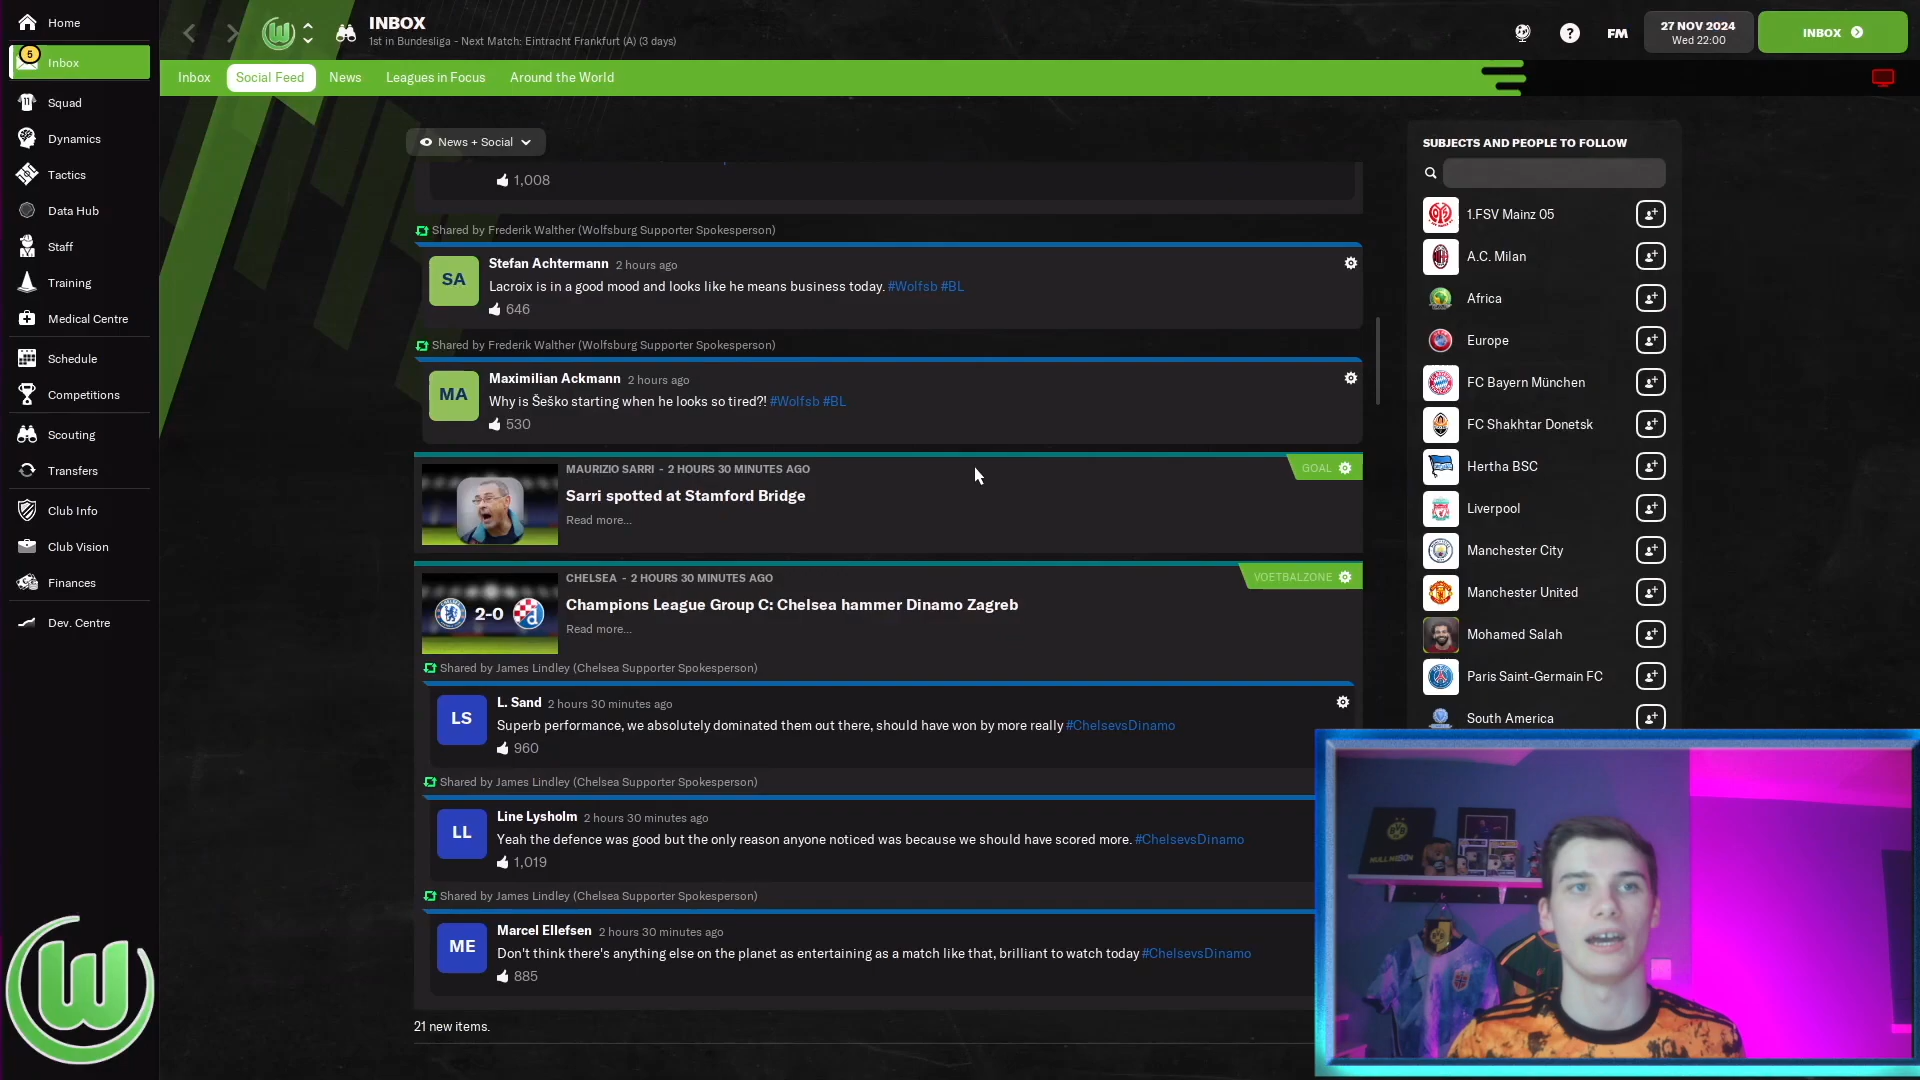 Home
5
Inbox
Squad
Dynamics
Tactics
Data Hub
Staff
Training
Medical Centre
Schedule
Competitions
Scouting
Transfers
Club Info
Club Vision
Finances
Dev. Centre
INBOX
1st in Bundesliga - Next Match: Eintracht Frankfurt (A) (3 days)
?
FM
27 NOV 2024
Wed 22:00
INBOX
Inbox
Social Feed
News
Leagues in Focus
Around the World
News + Social
1,008
Shared by Frederik Walther (Wolfsburg Supporter Spokesperson)
SA
Stefan Achtermann 2 hours ago
Lacroix is in a good mood and looks like he means business today. #Wolfsb #BL
646
Shared by Frederik Walther (Wolfsburg Supporter Spokesperson)
MA
Maximilian Ackmann 2 hours ago
Why is Šeško starting when he looks so tired?! #Wolfsb #BL
530
MAURIZIO SARRI - 2 HOURS 30 MINUTES AGO
GOAL
Sarri spotted at Stamford Bridge
Read more...
CHELSEA - 2 HOURS 30 MINUTES AGO
VOETBALZONE
2-0
Champions League Group C: Chelsea hammer Dinamo Zagreb
Read more...
Shared by James Lindley (Chelsea Supporter Spokesperson)
LS
L. Sand 2 hours 30 minutes ago
Superb performance, we absolutely dominated them out there, should have won by more really #ChelsevsDinamo
960
Shared by James Lindley (Chelsea Supporter Spokesperson)
LL
Line Lysholm 2 hours 30 minutes ago
Yeah the defence was good but the only reason anyone noticed was because we should have scored more. #ChelsevsDinamo
1,019
Shared by James Lindley (Chelsea Supporter Spokesperson)
ME
Marcel Ellefsen 2 hours 30 minutes ago
Don't think there's anything else on the planet as entertaining as a match like that, brilliant to watch today #ChelsevsDinamo
885
21 new items.
SUBJECTS AND PEOPLE TO FOLLOW
1.FSV Mainz 05
A.C. Milan
Africa
Europe
FC Bayern München
FC Shakhtar Donetsk
Hertha BSC
Liverpool
Manchester City
Manchester United
Mohamed Salah
Paris Saint-Germain FC
South America